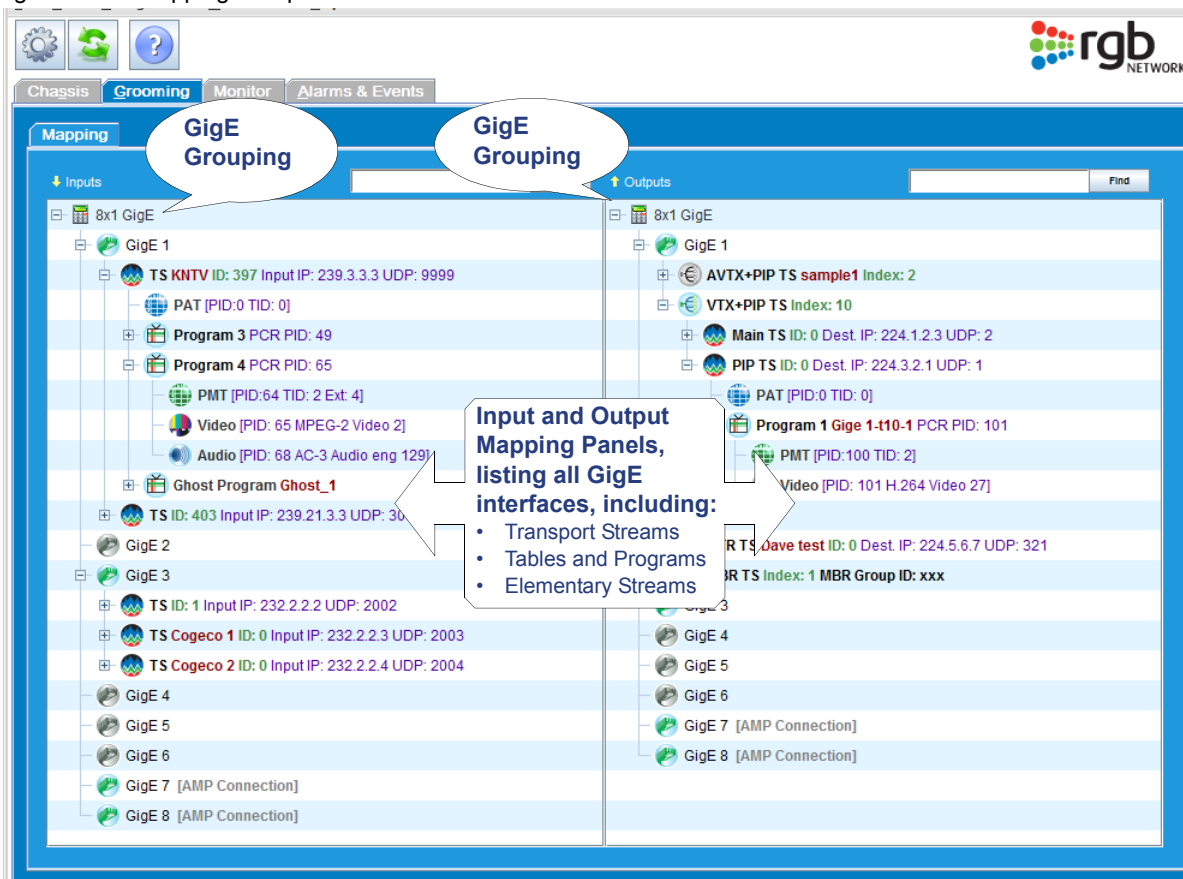 rgb
NETWORK
Chassis
Grooming
Monitor
Alarms & Events
Mapping
GigE
Grouping
GigE
Grouping
Inputs
Outputs
Find
8x1 GigE
GigE 1
TS KNTV ID: 397 Input IP: 239.3.3.3 UDP: 9999
PAT [PID:0 TID: 0]
Program 3 PCR PID: 49
Program 4 PCR PID: 65
PMT [PID:64 TID: 2 Ext: 4]
Video [PID: 65 MPEG-2 Video 2]
Audio [PID: 68 AC-3 Audio eng 129]
Ghost Program Ghost_1
TS ID: 403 Input IP: 239.21.3.3 UDP: 30
GigE 2
GigE 3
TS ID: 1 Input IP: 232.2.2.2 UDP: 2002
TS Cogeco 1 ID: 0 Input IP: 232.2.2.3 UDP: 2003
TS Cogeco 2 ID: 0 Input IP: 232.2.2.4 UDP: 2004
GigE 4
GigE 5
GigE 6
GigE 7 [AMP Connection]
GigE 8 [AMP Connection]
Input and Output
Mapping Panels,
listing all GigE
interfaces, including:
• Transport Streams
• Tables and Programs
• Elementary Streams
8x1 GigE
GigE 1
AVTX+PIP TS sample1 Index: 2
VTX+PIP TS Index: 10
Main TS ID: 0 Dest. IP: 224.1.2.3 UDP: 2
PIP TS ID: 0 Dest. IP: 224.3.2.1 UDP: 1
PAT [PID:0 TID: 0]
Program 1 Gige 1-t10-1 PCR PID: 101
PMT [PID:100 TID: 2]
Video [PID: 101 H.264 Video 27]
R TS Dave test ID: 0 Dest. IP: 224.5.6.7 UDP: 321
BR TS Index: 1 MBR Group ID: xxx
GigE 3
GigE 4
GigE 5
GigE 6
GigE 7 [AMP Connection]
GigE 8 [AMP Connection]